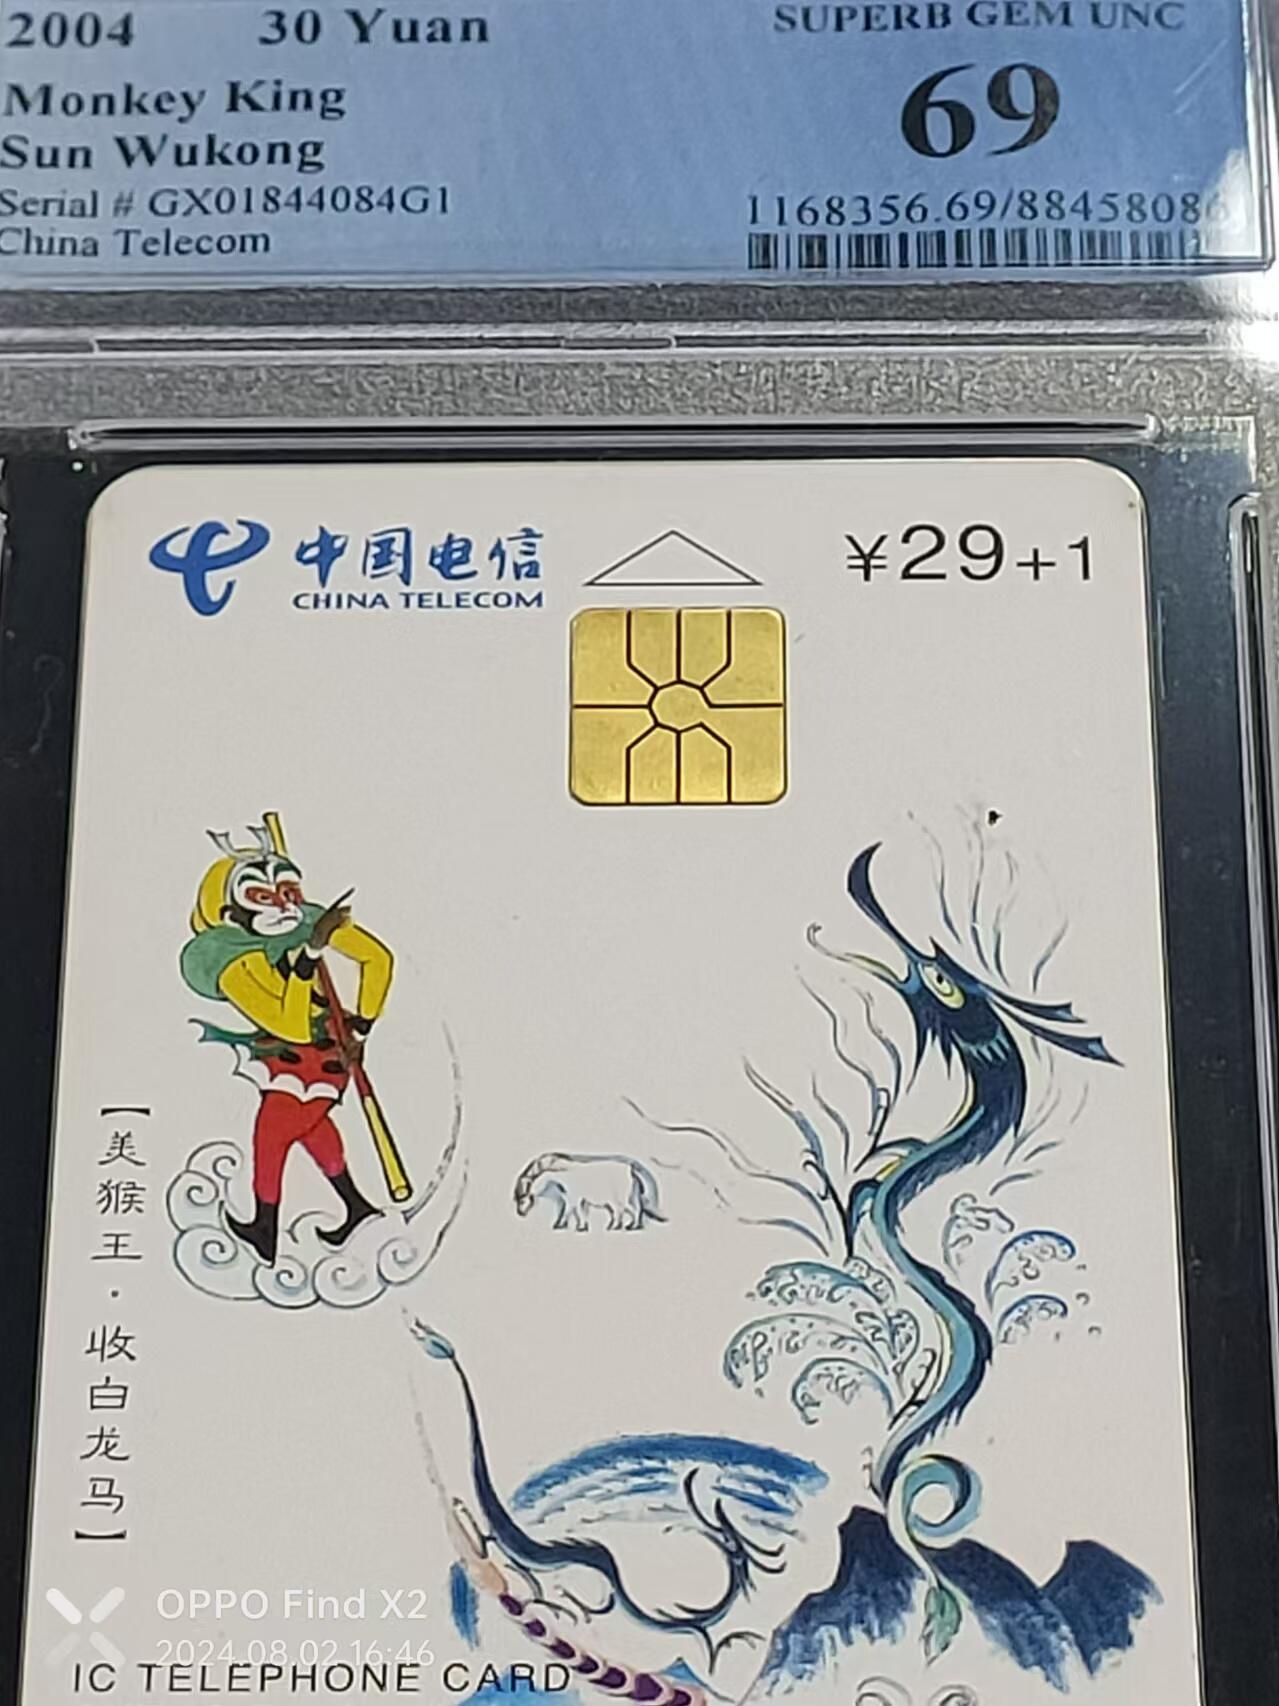 2004 30 Yuan
SUPERB GEM UNC
Monkey King
69
Sun Wukong
Serial # GX01844084G1
1168356.69/88458086
China Telecom
中国电信
CHINA TELECOM
¥29+1
【美猴王·收白龙马】
OPPO Find X2
2024.08.02 16:46
IC TELEPHONE CARD